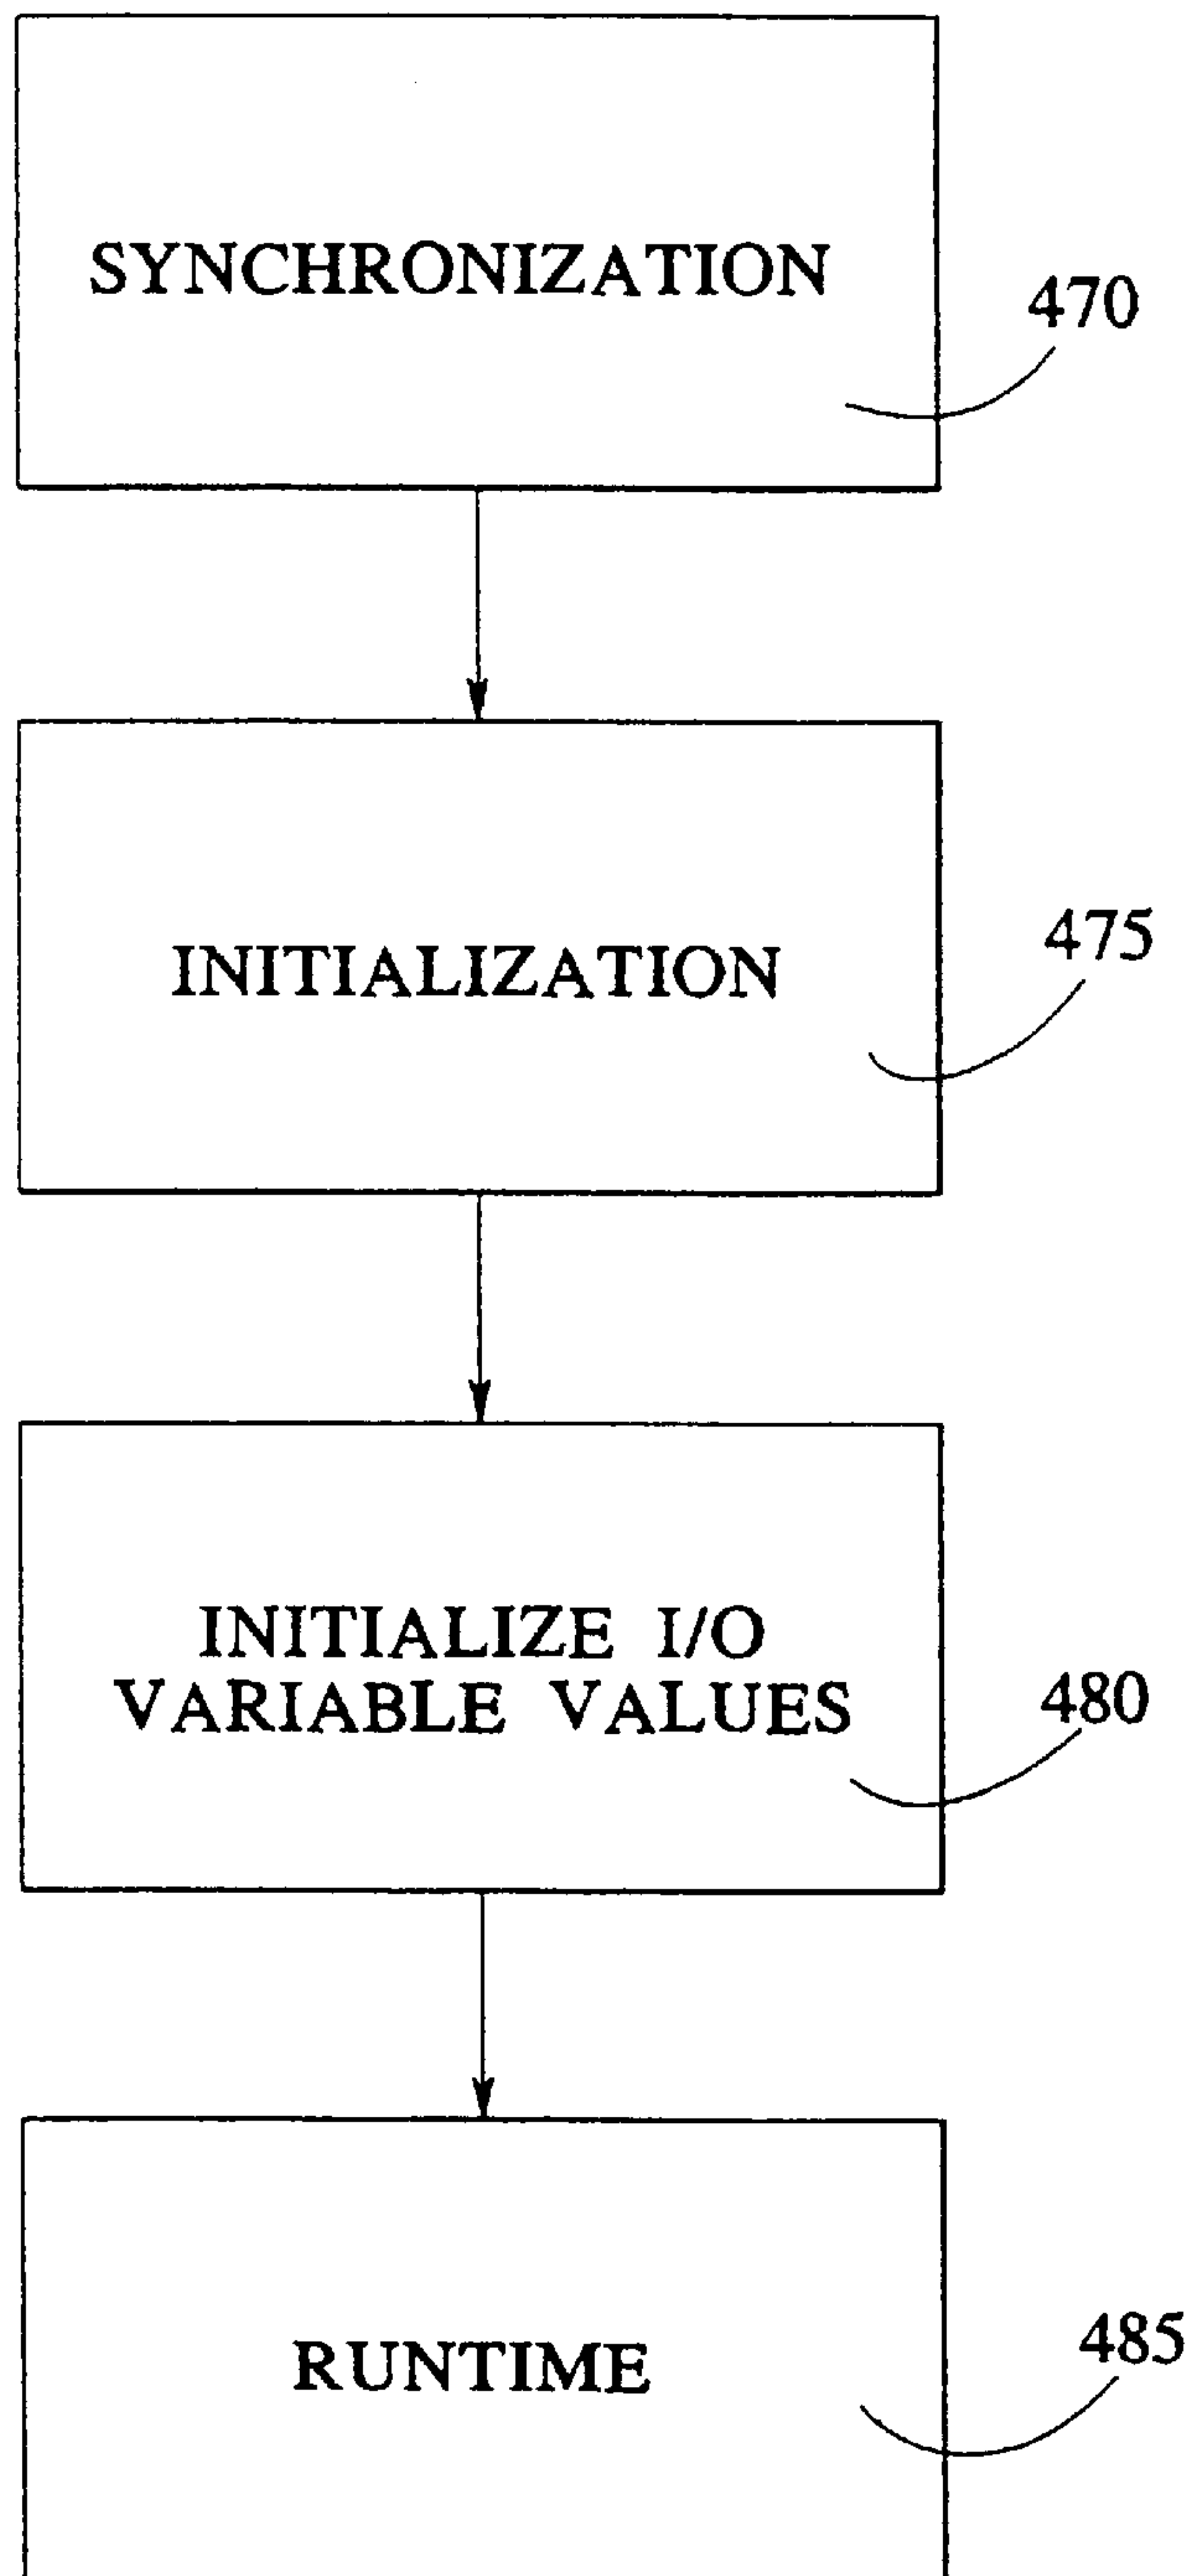 SYNCHRONIZATION
470
INITIALIZATION
475
INITIALIZE I/O
VARIABLE VALUES
480
RUNTIME
485